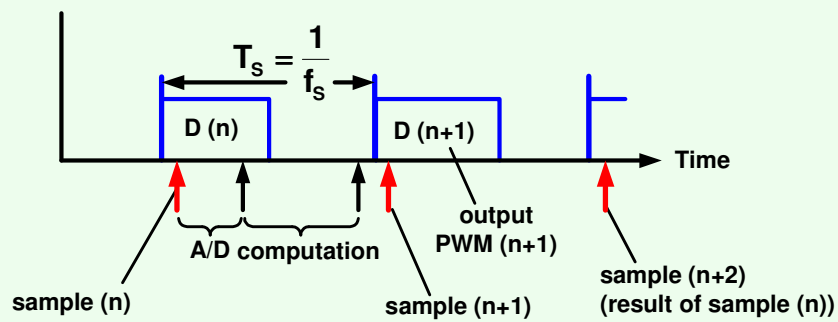 T_S = 1/f_S
D (n)
D (n+1)
Time
A/D computation
output
PWM (n+1)
sample (n)
sample (n+1)
sample (n+2)
(result of sample (n))